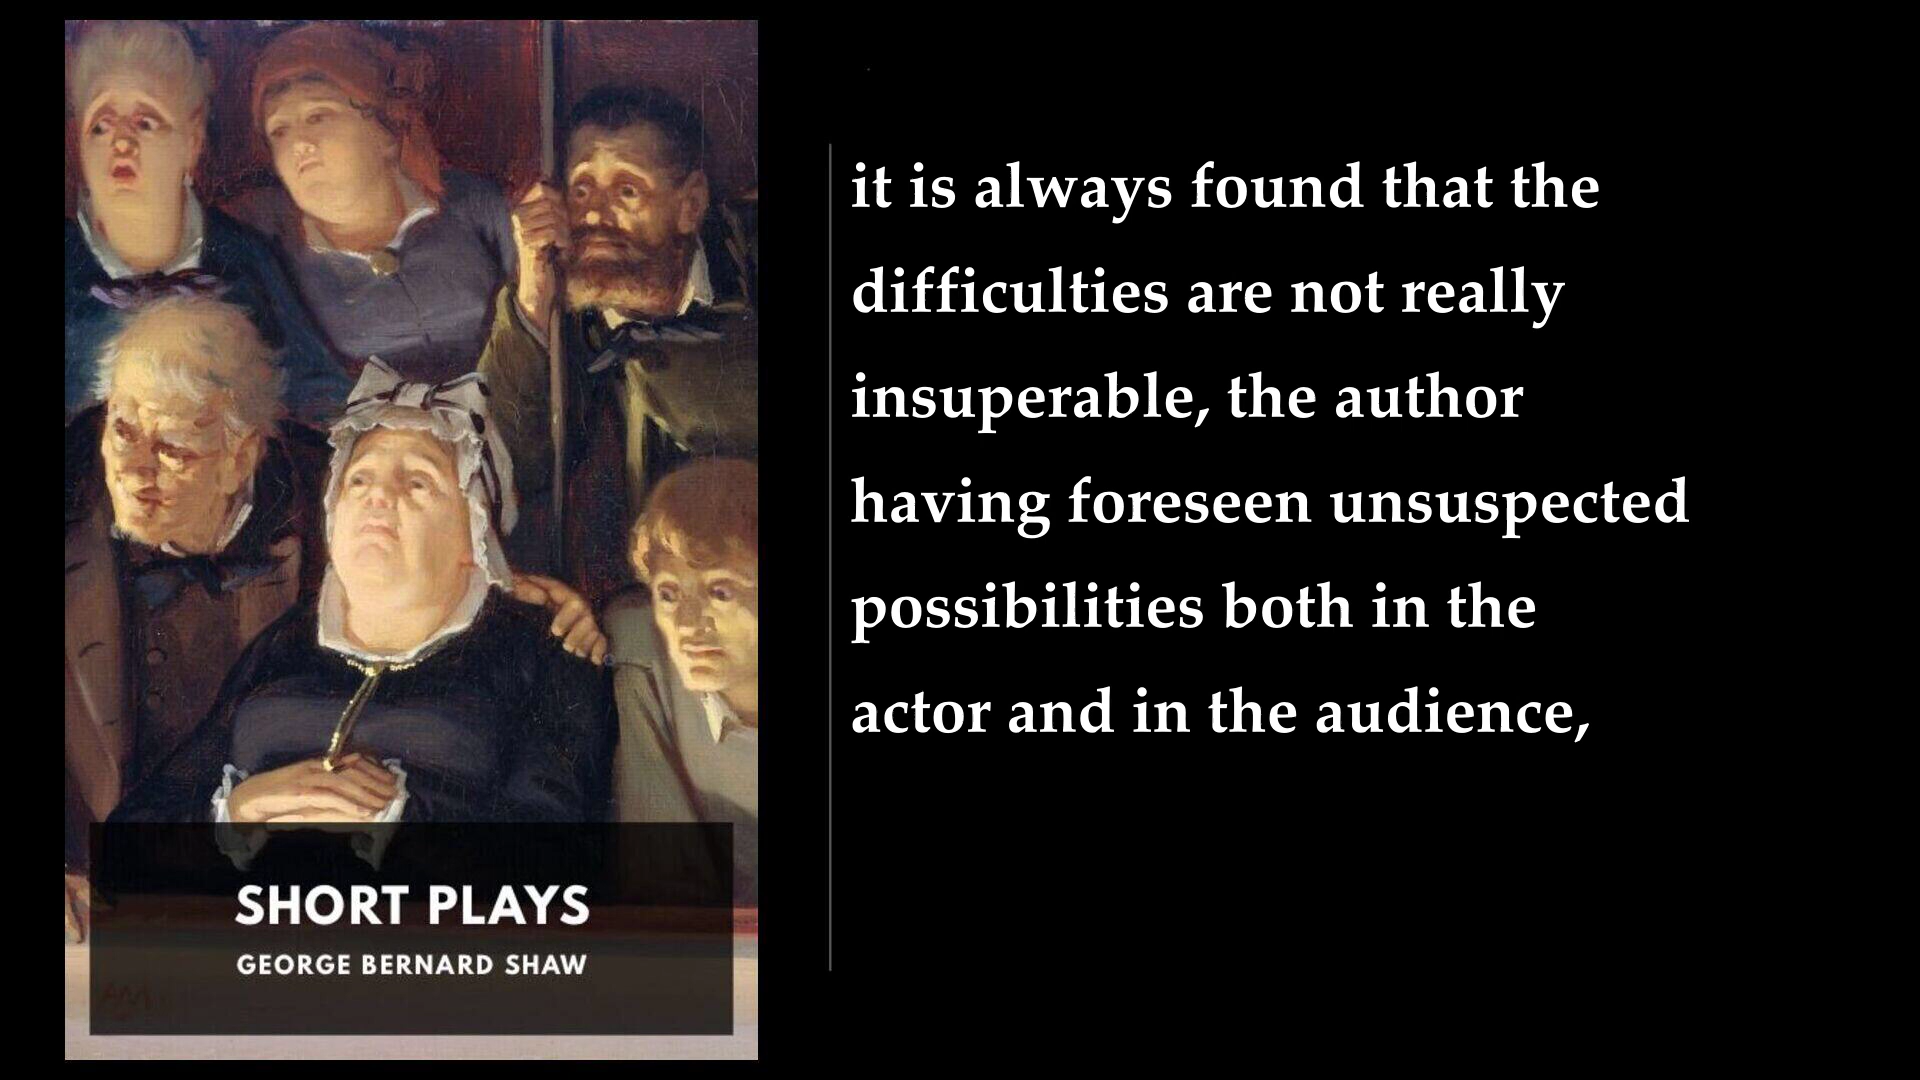 it is always found that the
difficulties are not really
insuperable, the author
having foreseen unsuspected
possibilities both in the
actor and in the audience,
SHORT PLAYS
GEORGE BERNARD SHAW